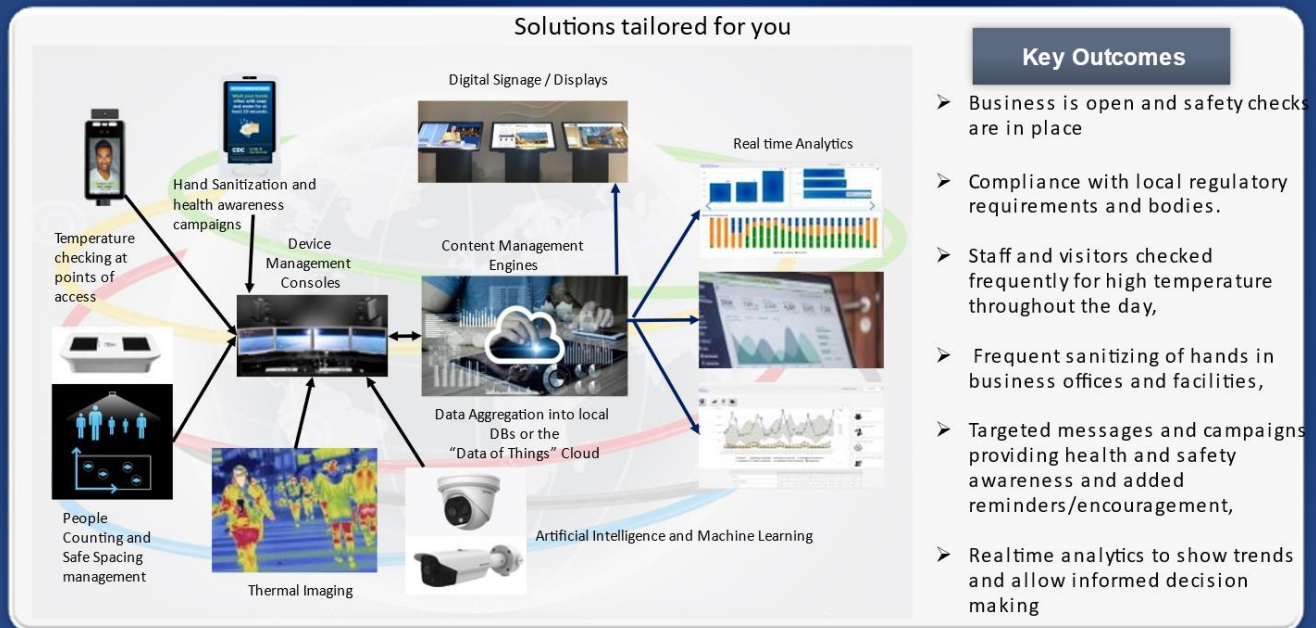 Solutions tailored for you
Digital Signage / Displays
Real time Analytics
Hand Sanitization and
health awareness
campaigns
Temperature
checking at
points of
access
Device
Management
Consoles
Content Management
Engines
Data Aggregation into local
DBs or the
“Data of Things” Cloud
People
Counting and
Safe Spacing
management
Thermal Imaging
Artificial Intelligence and Machine Learning
Key Outcomes
➢ Business is open and safety checks
are in place
➢ Compliance with local regulatory
requirements and bodies.
➢ Staff and visitors checked
frequently for high temperature
throughout the day,
➢ Frequent sanitizing of hands in
business offices and facilities,
➢ Targeted messages and campaigns
providing health and safety
awareness and added
reminders/encouragement,
➢ Realtime analytics to show trends
and allow informed decision
making